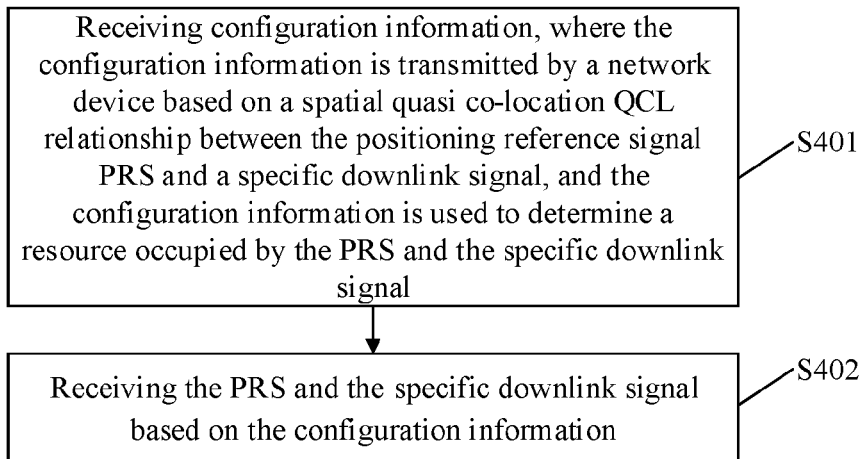 Receiving configuration information, where the
configuration information is transmitted by a network
device based on a spatial quasi co-location QCL
relationship between the positioning reference signal
PRS and a specific downlink signal, and the
configuration information is used to determine a
resource occupied by the PRS and the specific downlink
signal
S401
Receiving the PRS and the specific downlink signal
based on the configuration information
S402